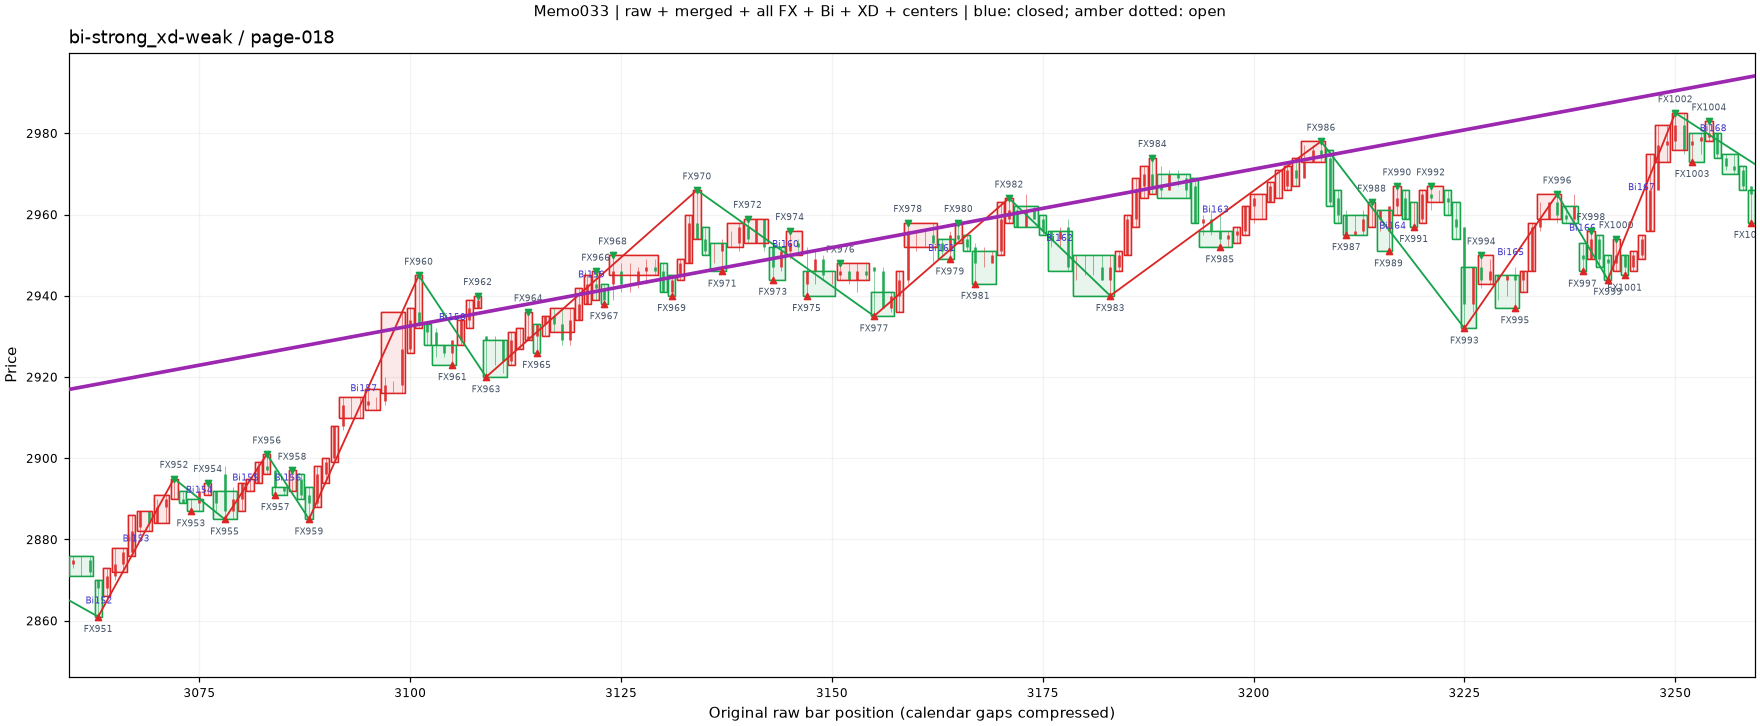 Memo033 | raw + merged + all FX + Bi + XD + centers | blue: closed; amber dotted: open
bi-strong_xd-weak / page-018
Price
2980
2960
2940
2920
2900
2880
2860
3075
3100
3125
3150
3175
3200
3225
3250
Original raw bar position (calendar gaps compressed)
FX951
Bi152
Bi153
FX952
FX953
Bi154
FX954
FX955
Bi155
FX956
FX957
Bi156
FX958
FX959
Bi157
FX960
FX961
FX962
FX963
FX964
FX965
FX966
FX967
FX968
FX969
FX970
FX971
FX972
FX973
Bi160
FX974
FX975
FX976
FX977
FX978
FX979
FX980
FX981
FX982
Bi162
FX983
FX984
Bi163
FX985
FX986
FX987
FX988
FX989
Bi164
FX990
FX991
FX992
FX993
FX994
Bi165
FX995
FX996
FX997
FX998
FX999
FX1000
FX1001
Bi167
FX1002
FX1003
FX1004
Bi168
FX10